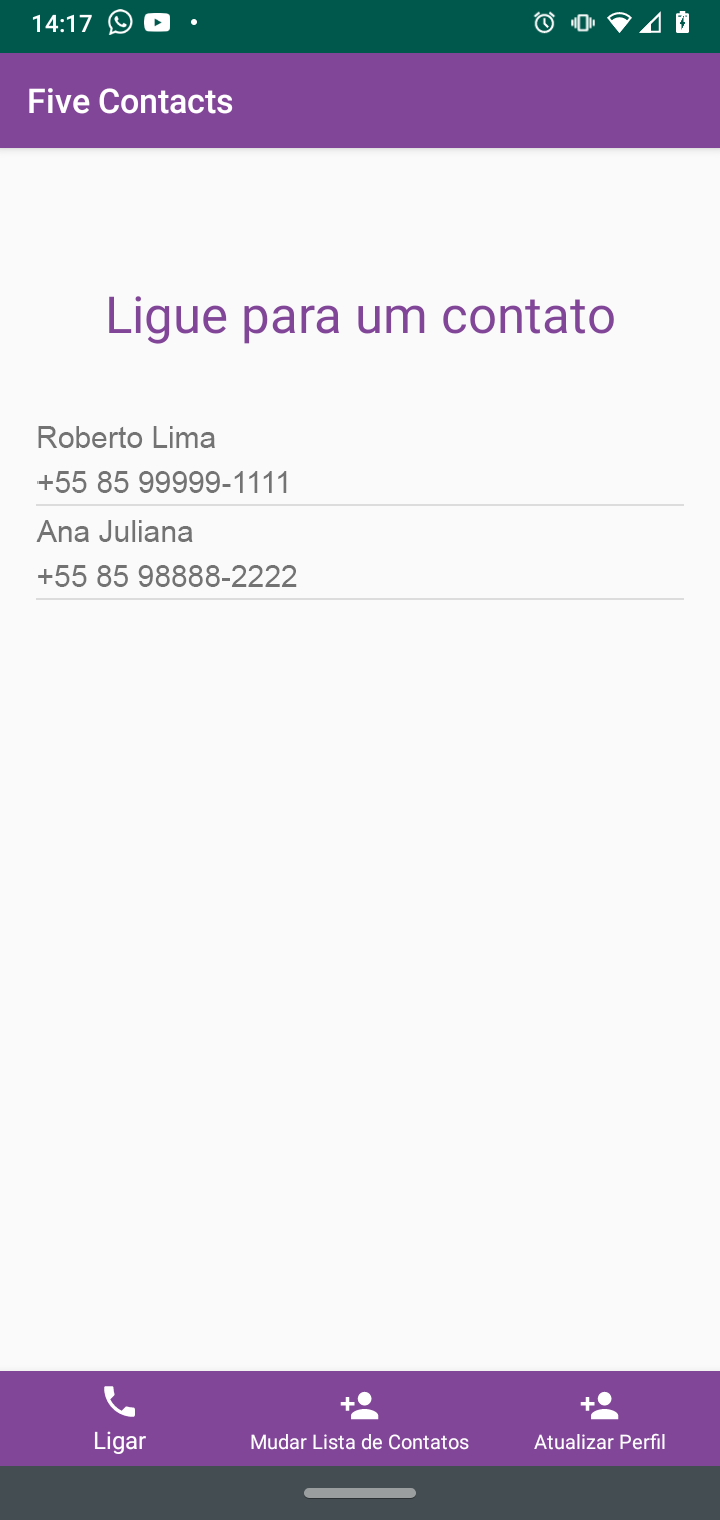 14:17
Five Contacts
Ligue para um contato
Roberto Lima
+55 85 99999-1111
Ana Juliana
+55 85 98888-2222
Ligar
Mudar Lista de Contatos
Atualizar Perfil